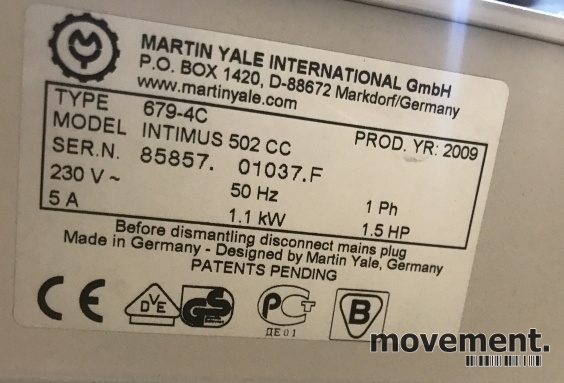 MARTIN YALE INTERNATIONAL GmbH
P.O. BOX 1420, D-88672 Markdorf/Germany
www.martinyale.com
TYPE 679-4C PROD. YR: 2009
MODEL INTIMUS 502 CC
SER.N. 85857. 01037.F
230 V ~ 50 Hz 1 Ph
5 A 1.1 kW 1.5 HP
Before dismantling disconnect mains plug
Made in Germany - Designed by Martin Yale, Germany
PATENTS PENDING
CE DVE GS PCT B
ДЕ 0 1
movement.